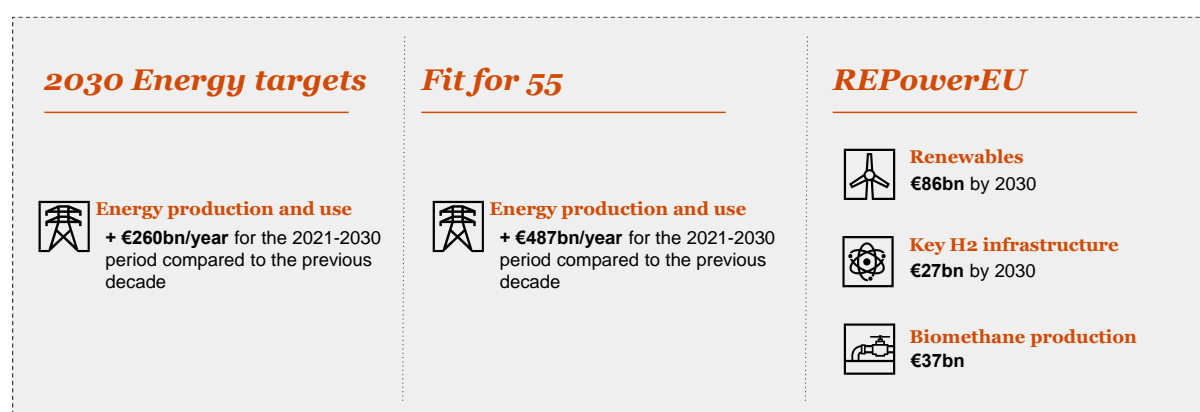 2030 Energy targets
Energy production and use
+ €260bn/year for the 2021-2030
period compared to the previous
decade
Fit for 55
Energy production and use
+ €487bn/year for the 2021-2030
period compared to the previous
decade
REPowerEU
Renewables
€86bn by 2030
Key H2 infrastructure
€27bn by 2030
Biomethane production
€37bn